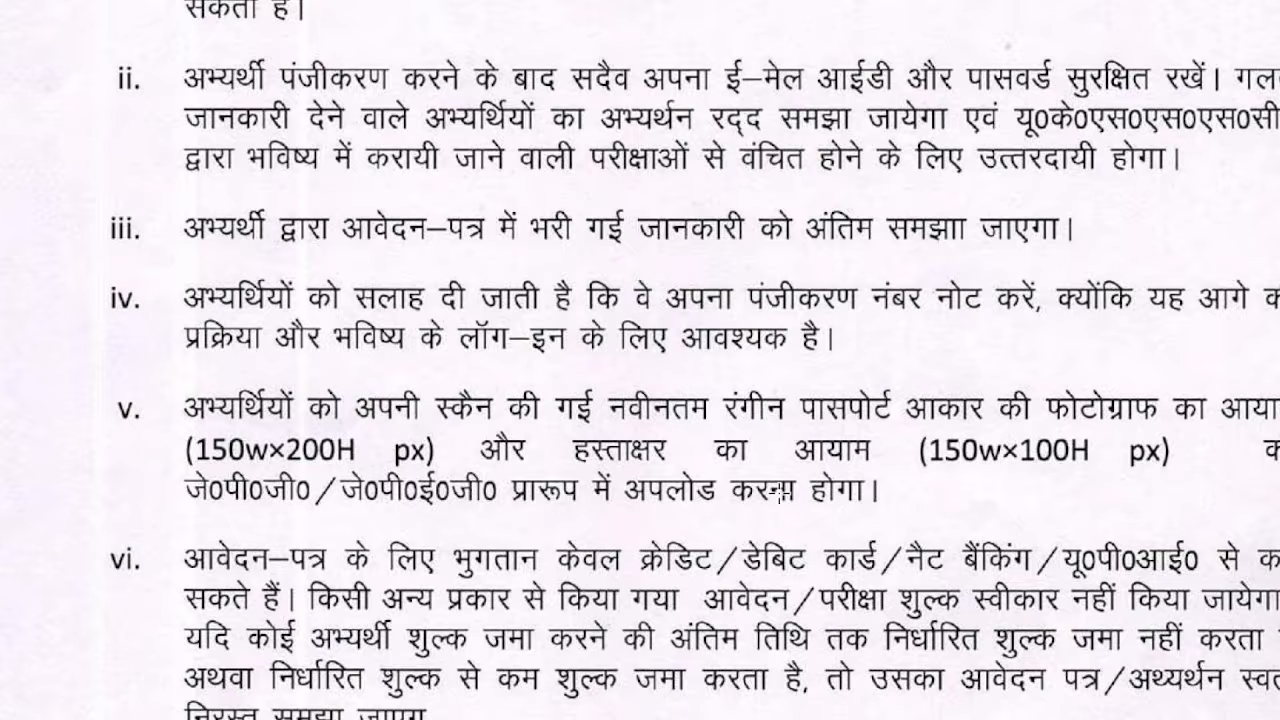 सकता है।
ii. अभ्यर्थी पंजीकरण करने के बाद सदैव अपना ई–मेल आईडी और पासवर्ड सुरक्षित रखें।
जानकारी देने वाले अभ्यर्थियों का अभ्यर्थन रद्द समझा जायेगा एवं यू0के0एस0एस0एस0सी
द्वारा भविष्य में करायी जाने वाली परीक्षाओं से वंचित होने के लिए उत्तरदायी होगा।
iii. अभ्यर्थी द्वारा आवेदन–पत्र में भरी गई जानकारी को अंतिम समझाा जाएगा।
iv. अभ्यर्थियों को सलाह दी जाती है कि वे अपना पंजीकरण नंबर नोट करें, क्योंकि यह आगे
प्रक्रिया और भविष्य के लॉग–इन के लिए आवश्यक है।
v. अभ्यर्थियों को अपनी स्कैन की गई नवीनतम रंगीन पासपोर्ट आकार की फोटोग्राफ का
(150w×200H px) और हस्ताक्षर का आयाम (150w×100H px)
जे0पी0जी0/जे0पी0ई0जी0 प्रारूप में अपलोड करना होगा।
vi. आवेदन–पत्र के लिए भुगतान केवल क्रेडिट/डेबिट कार्ड/नैट बैंकिंग/यू0पी0आई0 से
सकते हैं। किसी अन्य प्रकार से किया गया आवेदन/परीक्षा शुल्क स्वीकार नहीं किया जायेगा
यदि कोई अभ्यर्थी शुल्क जमा करने की अंतिम तिथि तक निर्धारित शुल्क जमा नहीं करता
अथवा निर्धारित शुल्क से कम शुल्क जमा करता है, तो उसका आवेदन पत्र/अथ्यर्थन
निरस्त समझा जाएग